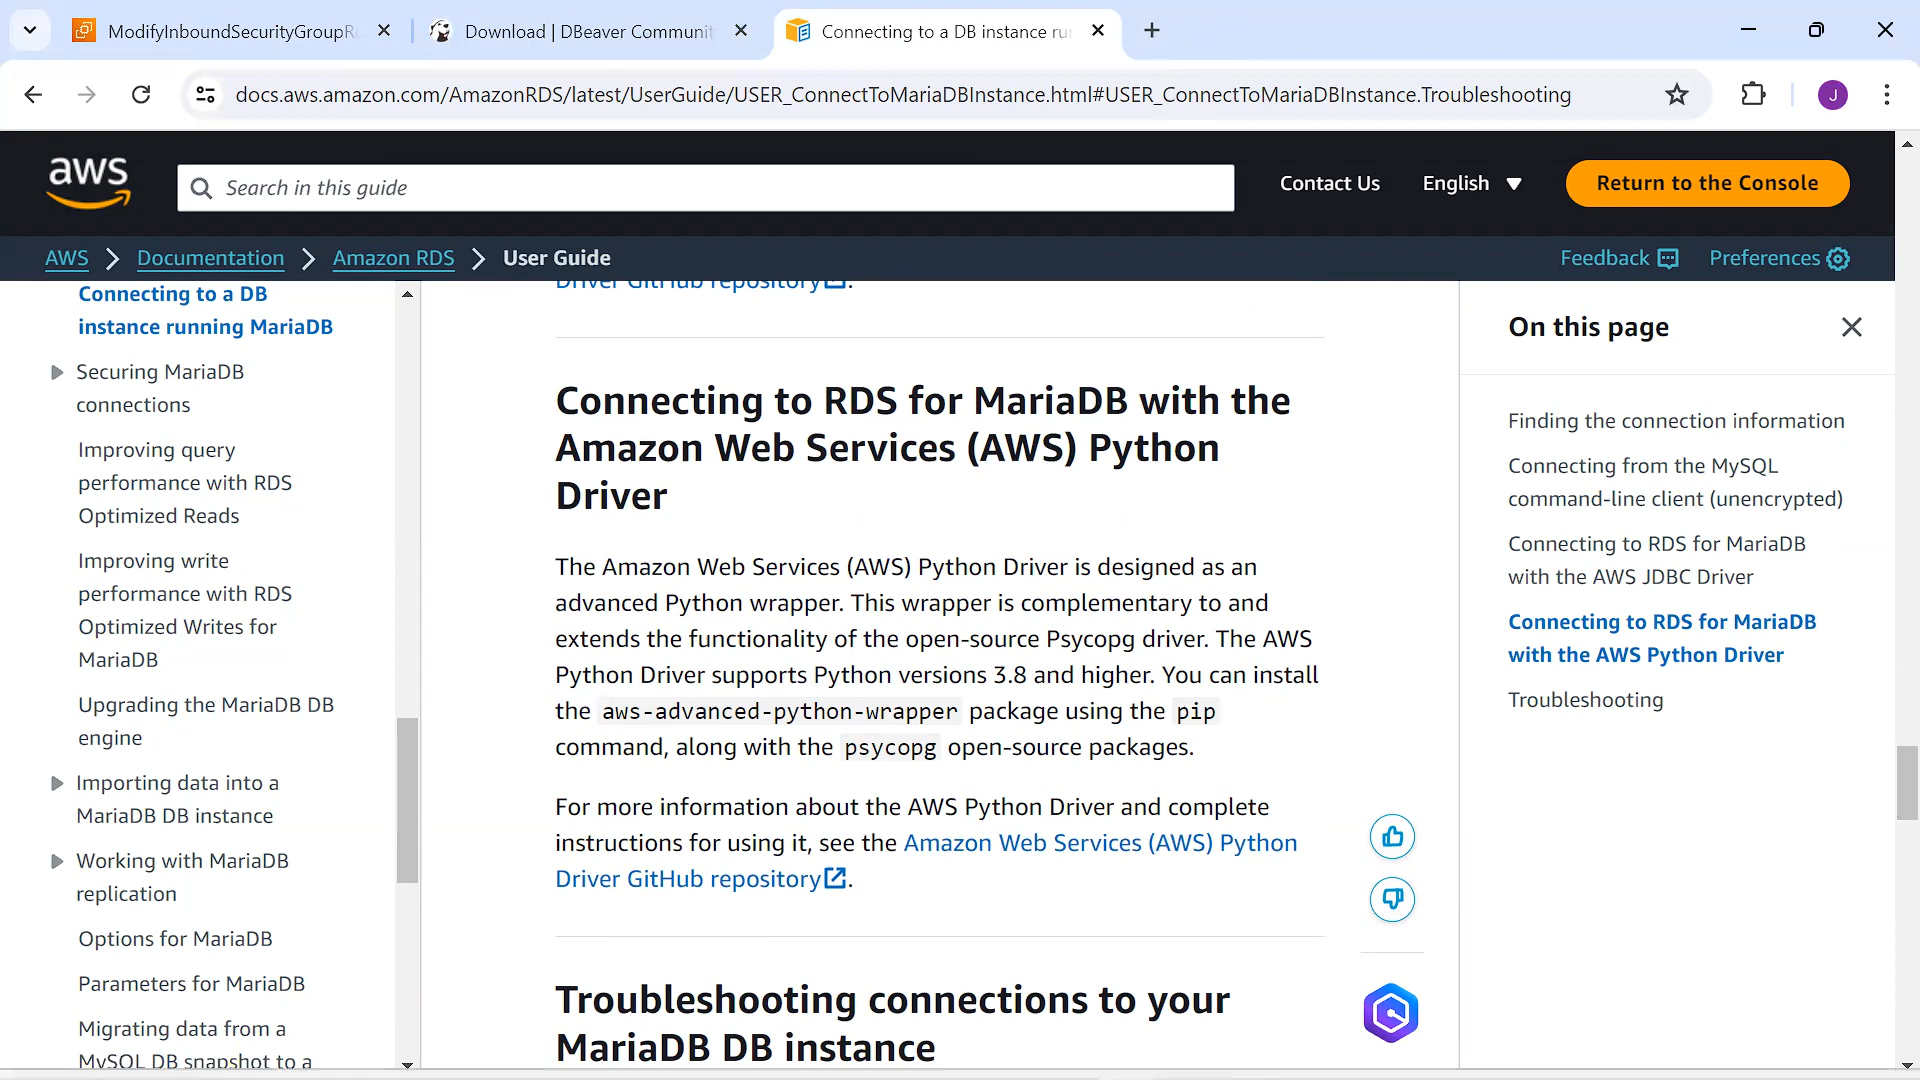 ModifyInboundSecurityGroupRu
Download | DBeaver Communit
Connecting to a DB instance ru
docs.aws.amazon.com/AmazonRDS/latest/UserGuide/USER_ConnectToMariaDBInstance.html#USER_ConnectToMariaDBInstance.Troubleshooting
J
aws
Search in this guide
Contact Us
English
Return to the Console
AWS
Documentation
Amazon RDS
User Guide
Feedback
Preferences
Connecting to a DB
instance running MariaDB
Securing MariaDB
connections
Improving query
performance with RDS
Optimized Reads
Improving write
performance with RDS
Optimized Writes for
MariaDB
Upgrading the MariaDB DB
engine
Importing data into a
MariaDB DB instance
Working with MariaDB
replication
Options for MariaDB
Parameters for MariaDB
Migrating data from a
MySQL DB snapshot to a
Driver GitHub repository.
Connecting to RDS for MariaDB with the
Amazon Web Services (AWS) Python
Driver
The Amazon Web Services (AWS) Python Driver is designed as an
advanced Python wrapper. This wrapper is complementary to and
extends the functionality of the open-source Psycopg driver. The AWS
Python Driver supports Python versions 3.8 and higher. You can install
the aws-advanced-python-wrapper package using the pip
command, along with the psycopg open-source packages.
For more information about the AWS Python Driver and complete
instructions for using it, see the Amazon Web Services (AWS) Python
Driver GitHub repository.
Troubleshooting connections to your
MariaDB DB instance
On this page
Finding the connection information
Connecting from the MySQL
command-line client (unencrypted)
Connecting to RDS for MariaDB
with the AWS JDBC Driver
Connecting to RDS for MariaDB
with the AWS Python Driver
Troubleshooting